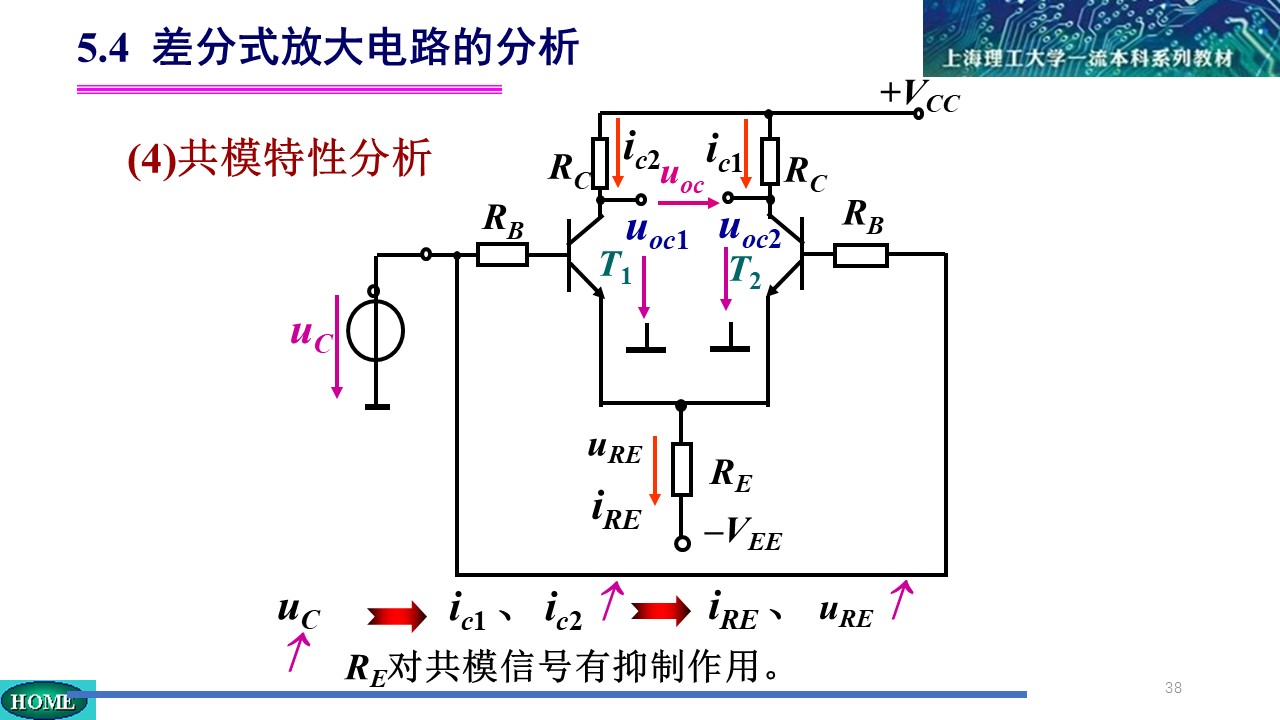 5.4 差分式放大电路的分析
上海理工大学一流本科系列教材
+VCC
(4)共模特性分析
RC ic2 ic1 RC
uoc
RB uoc1 uoc2 RB
T1 T2
uC
uRE RE
iRE
–VEE
uC ic1 、 ic2 ↑ iRE 、 uRE ↑
↑ RE对共模信号有抑制作用。
HOME
38